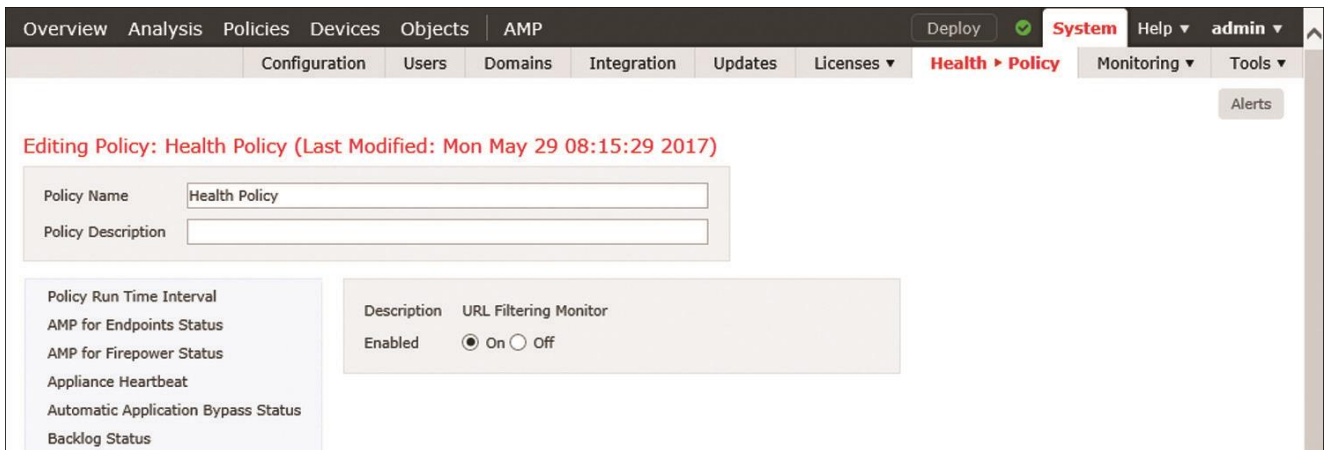 Overview Analysis Policies Devices Objects AMP Deploy System Help ▾ admin ▾
Configuration Users Domains Integration Updates Licenses ▾ Health ▸ Policy Monitoring ▾ Tools ▾
Alerts
Editing Policy: Health Policy (Last Modified: Mon May 29 08:15:29 2017)
Policy Name Health Policy
Policy Description
Policy Run Time Interval
AMP for Endpoints Status
AMP for Firepower Status
Appliance Heartbeat
Automatic Application Bypass Status
Backlog Status
Description URL Filtering Monitor
Enabled On Off